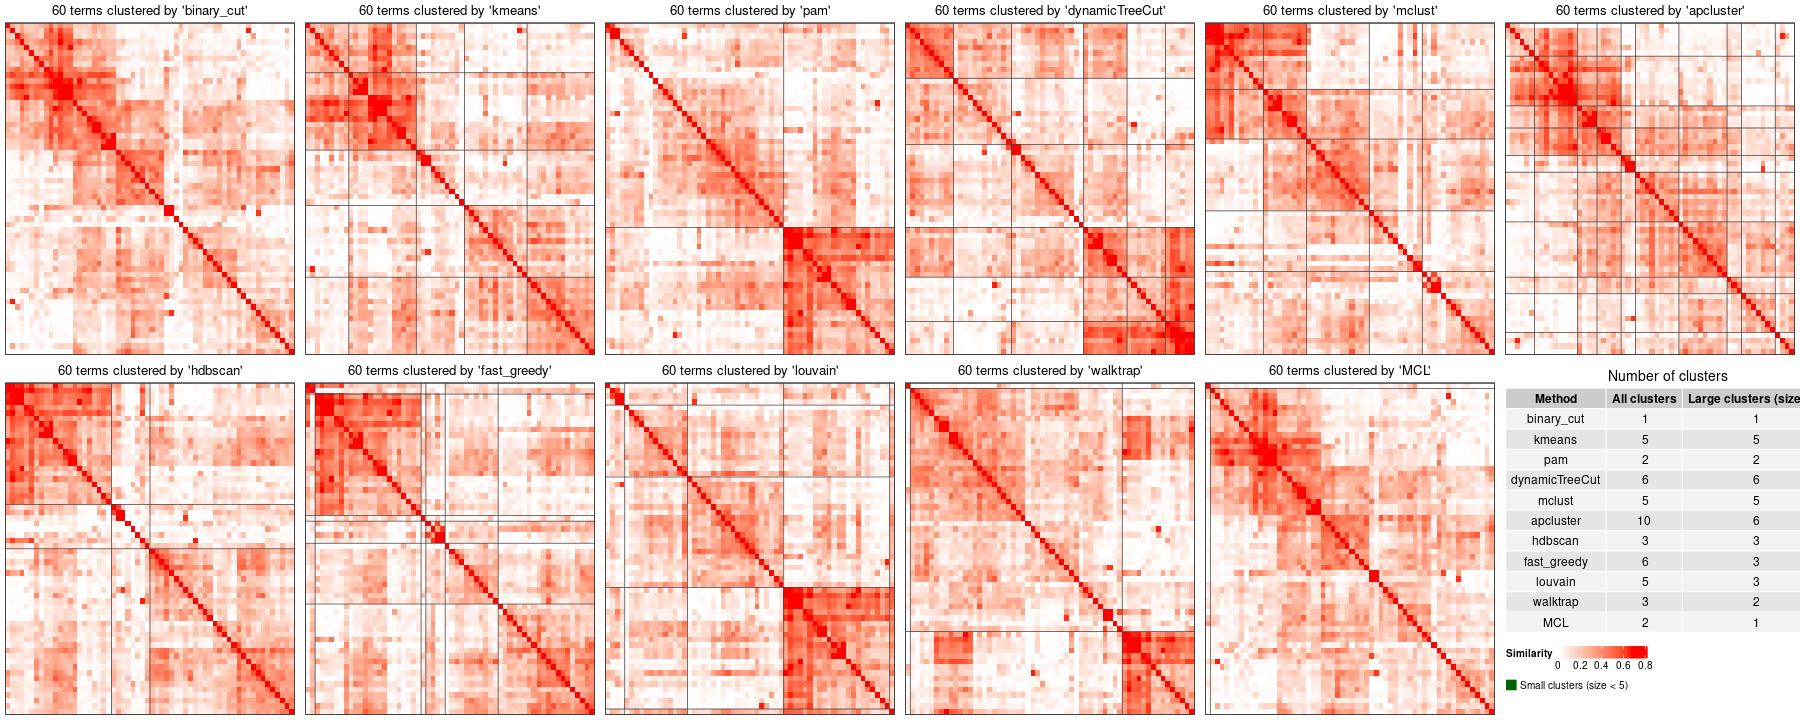 60 terms clustered by 'binary_cut'
60 terms clustered by 'kmeans'
60 terms clustered by 'pam'
60 terms clustered by 'dynamicTreeCut'
60 terms clustered by 'mclust'
60 terms clustered by 'apcluster'
60 terms clustered by 'hdbscan'
60 terms clustered by 'fast_greedy'
60 terms clustered by 'louvain'
60 terms clustered by 'walktrap'
60 terms clustered by 'MCL'
Number of clusters
Method All clusters Large clusters (size
binary_cut 1 1
kmeans 5 5
pam 2 2
dynamicTreeCut 6 6
mclust 5 5
apcluster 10 6
hdbscan 3 3
fast_greedy 6 3
louvain 5 3
walktrap 3 2
MCL 2 1
Similarity
0 0.2 0.4 0.6 0.8
Small clusters (size < 5)